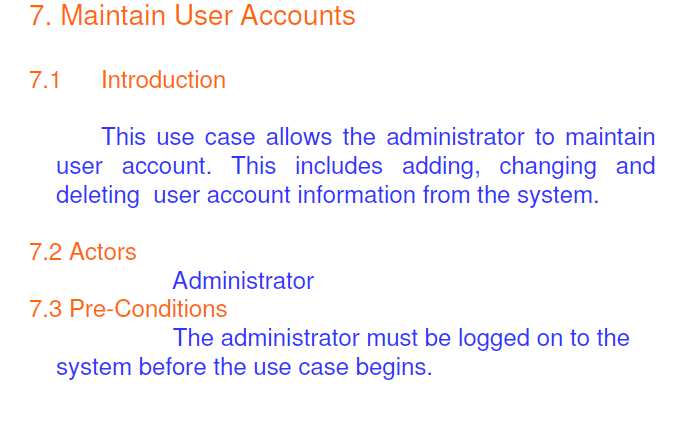 7. Maintain User Accounts
7.1 Introduction
This use case allows the administrator to maintain
user account. This includes adding, changing and
deleting user account information from the system.
7.2 Actors
Administrator
7.3 Pre-Conditions
The administrator must be logged on to the
system before the use case begins.